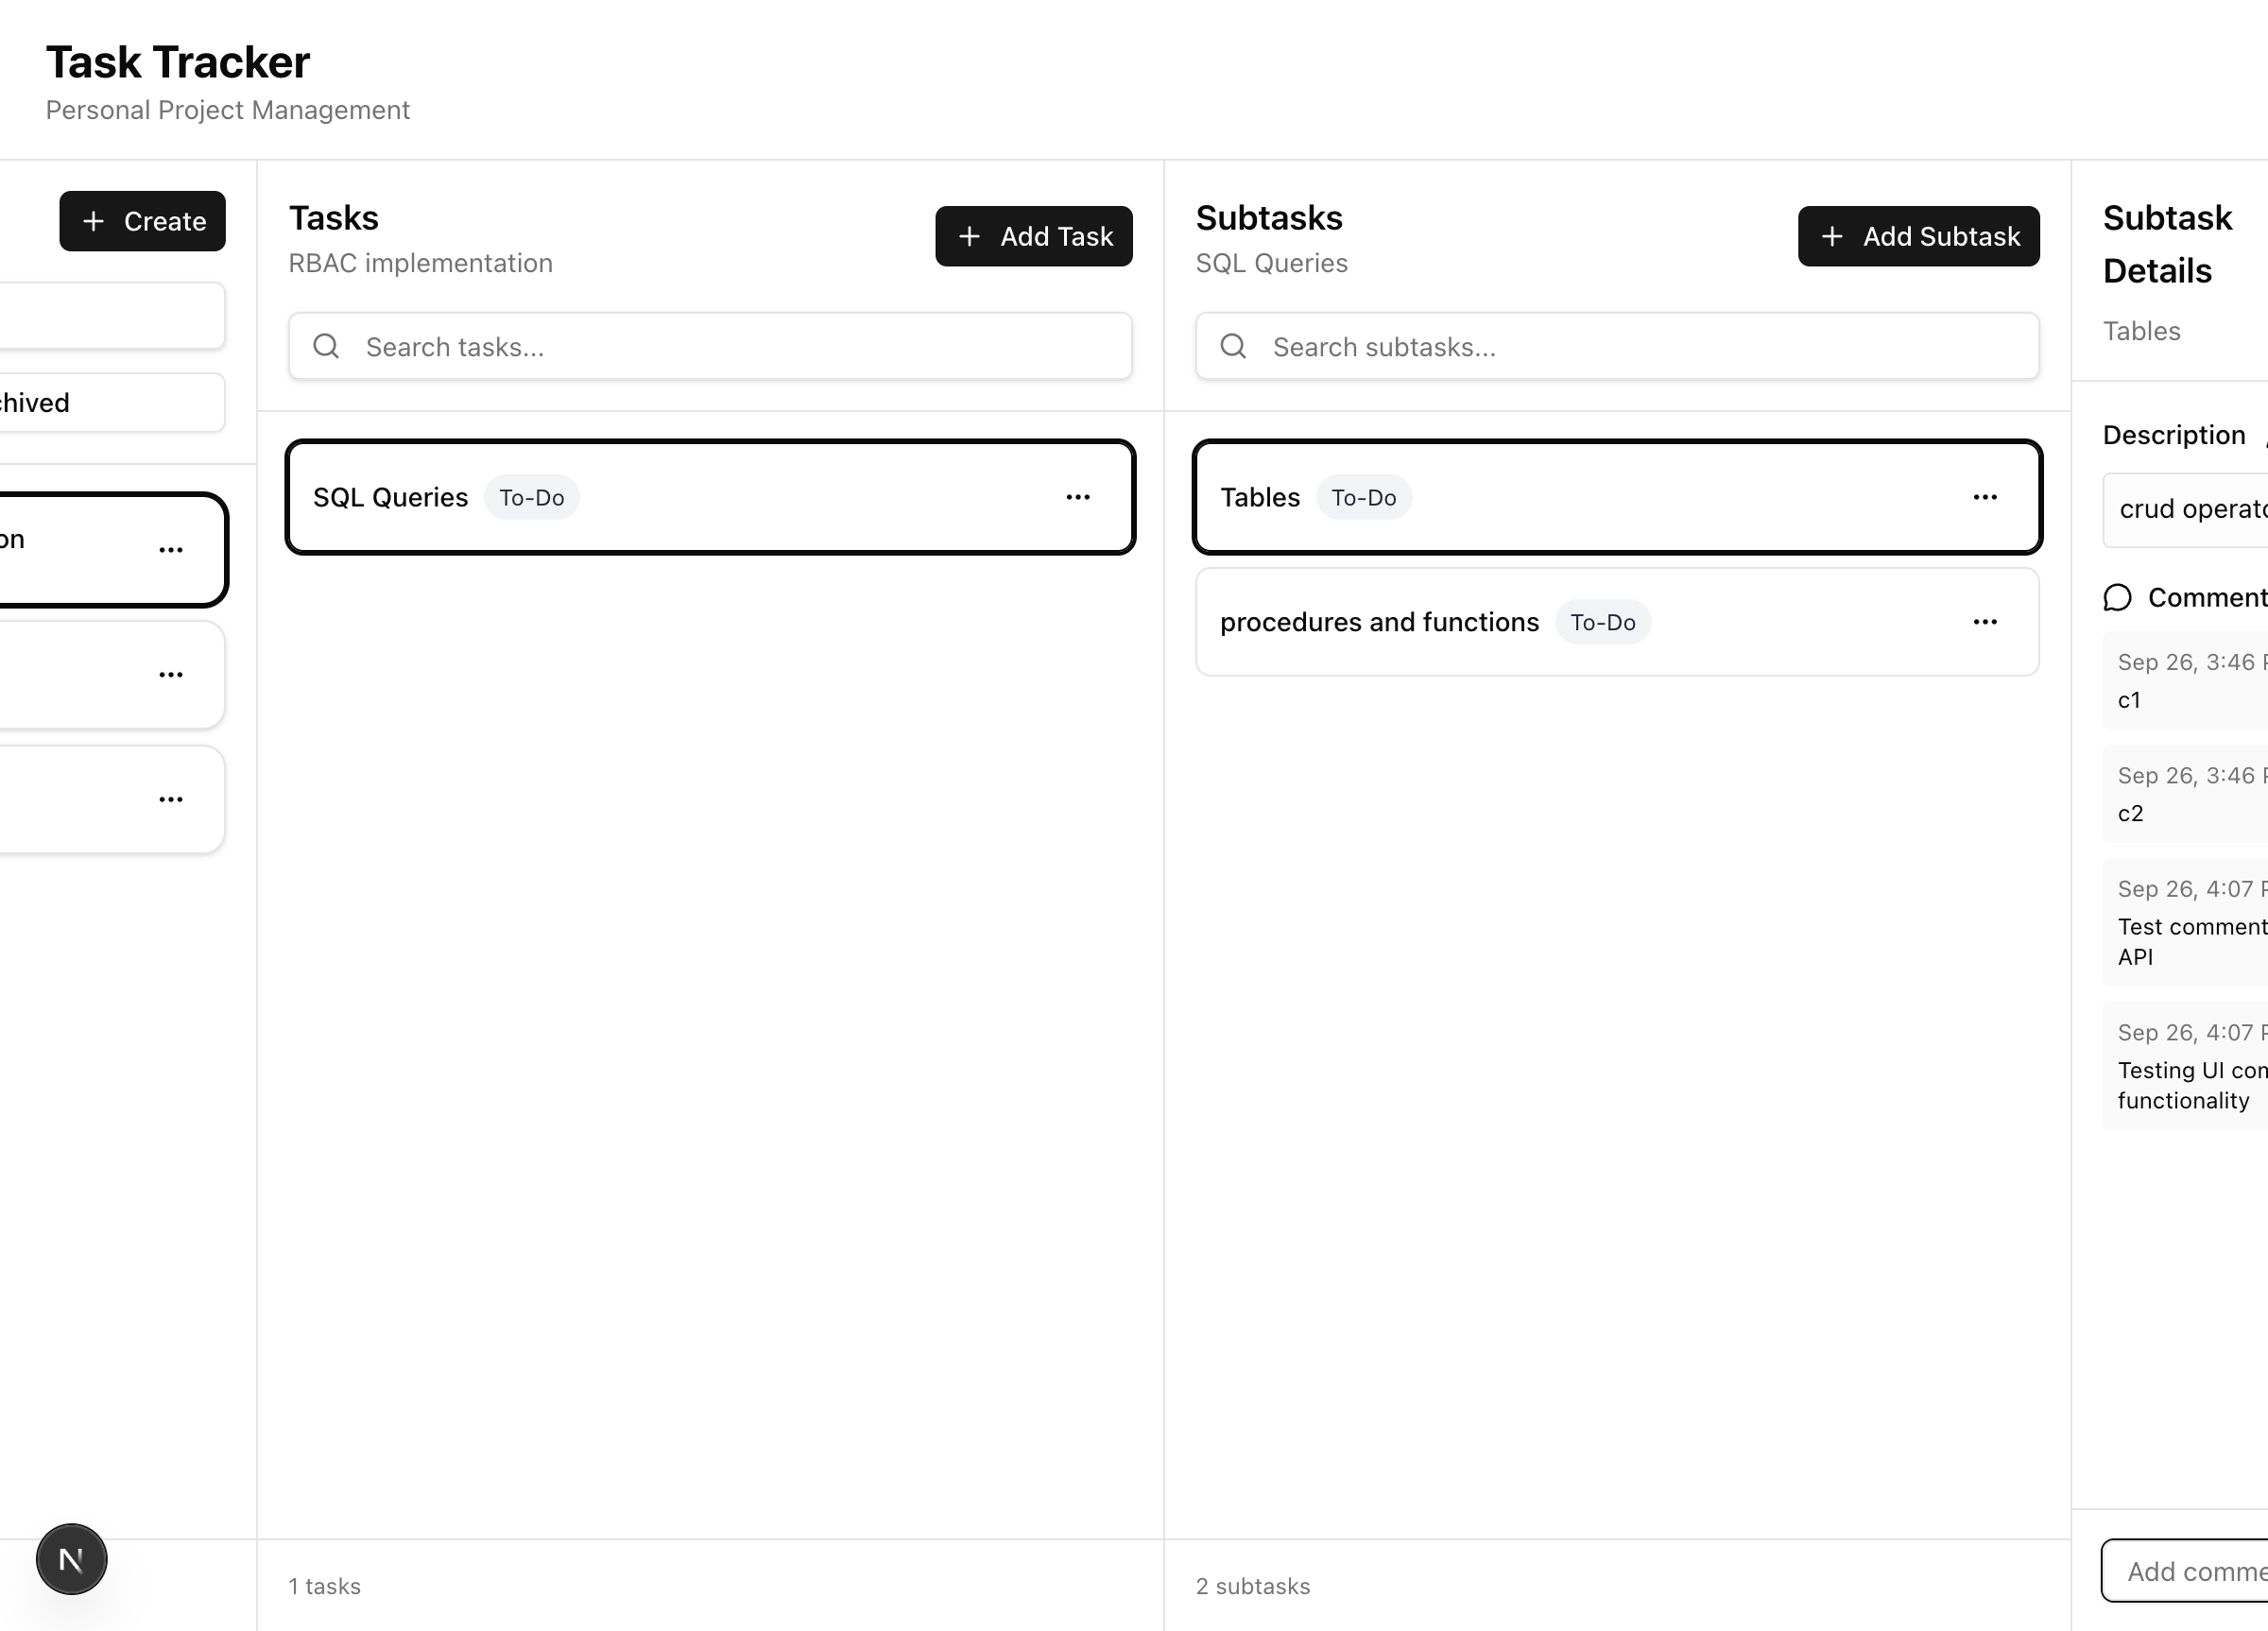 Task Tracker
Personal Project Management
Create
chived
on
Tasks
RBAC implementation
Add Task
Search tasks...
SQL Queries
To-Do
1 tasks
Subtasks
SQL Queries
Add Subtask
Search subtasks...
Tables
To-Do
procedures and functions
To-Do
2 subtasks
Subtask
Details
Tables
Description
crud operato
Comment
Sep 26, 3:46 P
c1
Sep 26, 3:46 P
c2
Sep 26, 4:07 P
Test comment
API
Sep 26, 4:07 P
Testing UI com
functionality
Add comme
N